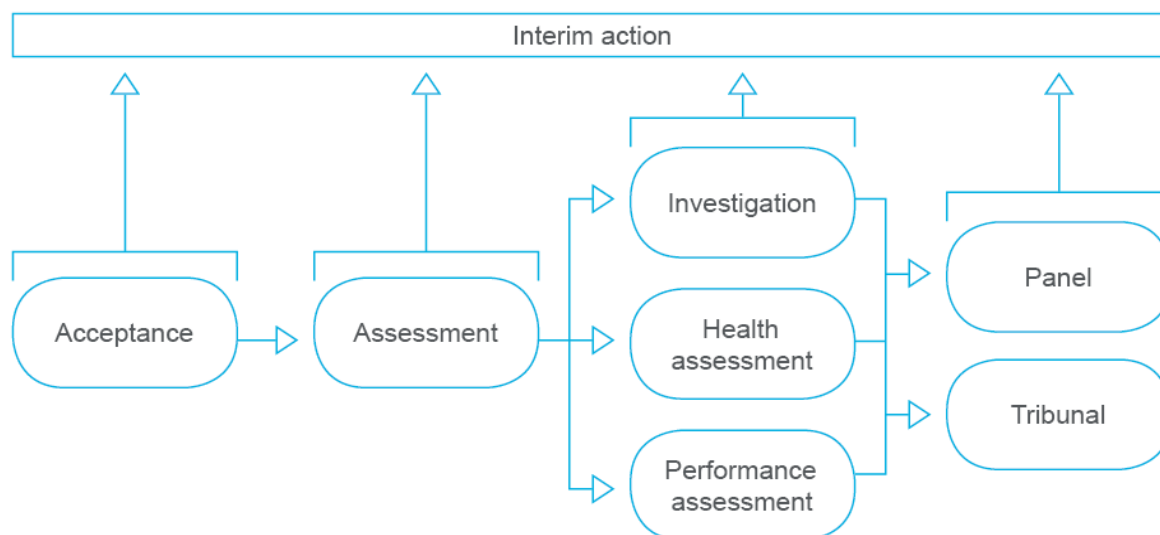 Interim action
Acceptance
Assessment
Investigation
Health
assessment
Performance
assessment
Panel
Tribunal